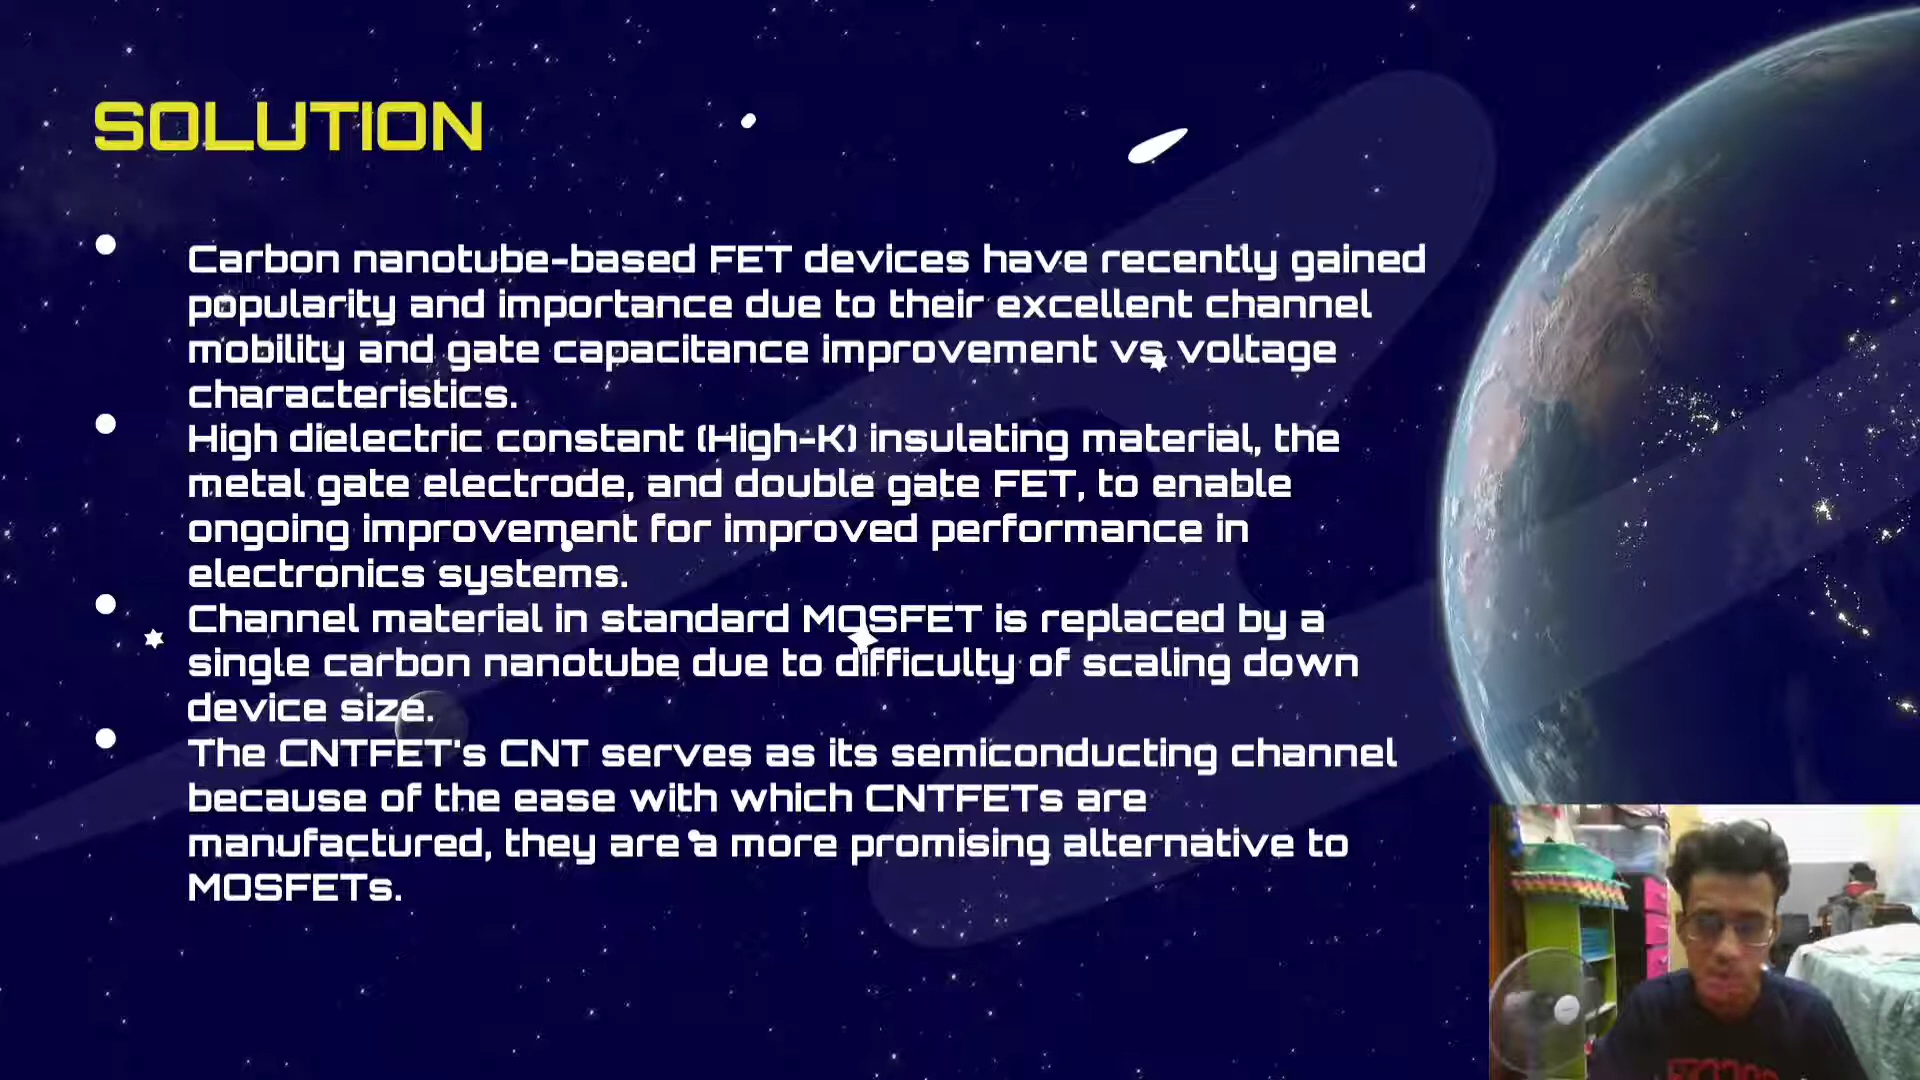 SOLUTION
Carbon nanotube-based FET devices have recently gained
popularity and importance due to their excellent channel
mobility and gate capacitance improvement vs voltage
characteristics.
High dielectric constant (High-K) insulating material, the
metal gate electrode, and double gate FET, to enable
ongoing improvement for improved performance in
electronics systems.
Channel material in standard MOSFET is replaced by a
single carbon nanotube due to difficulty of scaling down
device size.
The CNTFET's CNT serves as its semiconducting channel
because of the ease with which CNTFETs are
manufactured, they are a more promising alternative to
MOSFETs.